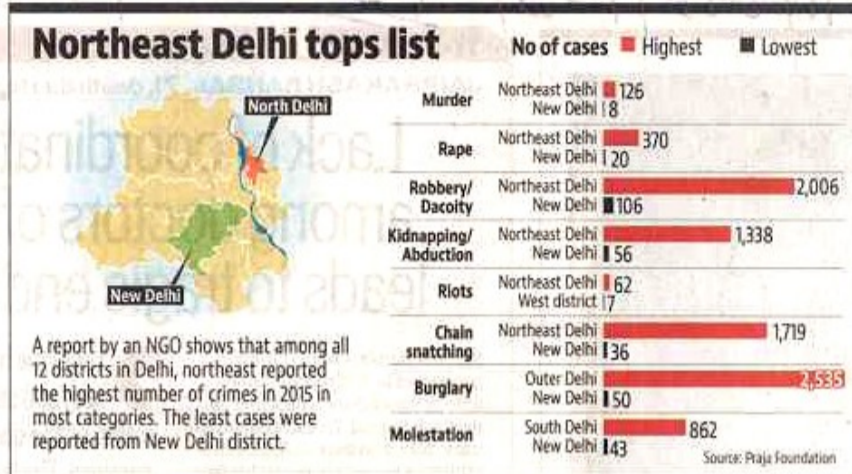 Northeast Delhi tops list
No of cases Highest Lowest
North Delhi
New Delhi
A report by an NGO shows that among all
12 districts in Delhi, northeast reported
the highest number of crimes in 2015 in
most categories. The least cases were
reported from New Delhi district.
Murder
Northeast Delhi 126
New Delhi 8
Rape
Northeast Delhi 370
New Delhi 20
Robbery/
Dacoity
Northeast Delhi 2,006
New Delhi 106
Kidnapping/
Abduction
Northeast Delhi 1,338
New Delhi 56
Riots
Northeast Delhi 62
West district 7
Chain
snatching
Northeast Delhi 1,719
New Delhi 36
Burglary
Outer Delhi 2,535
New Delhi 50
Molestation
South Delhi 862
New Delhi 43
Source: Praja Foundation